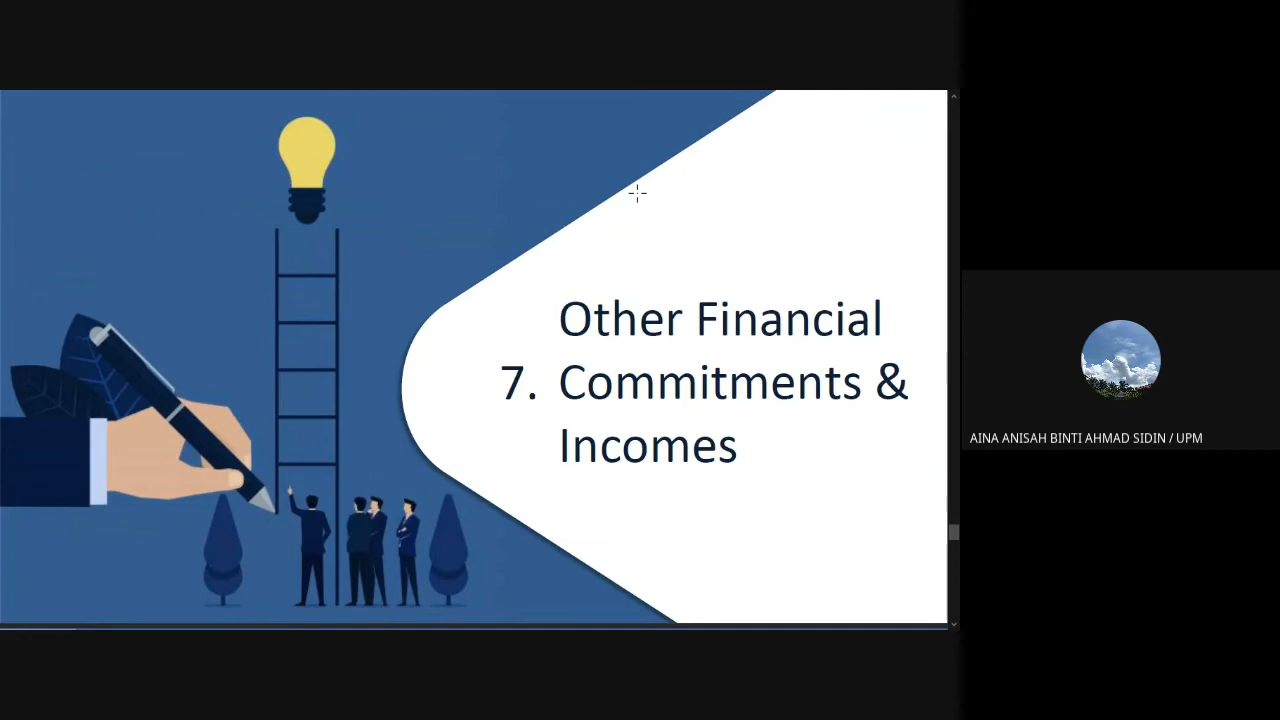 Other Financial
7. Commitments &
Incomes
AINA ANISAH BINTI AHMAD SIDIN / UPM